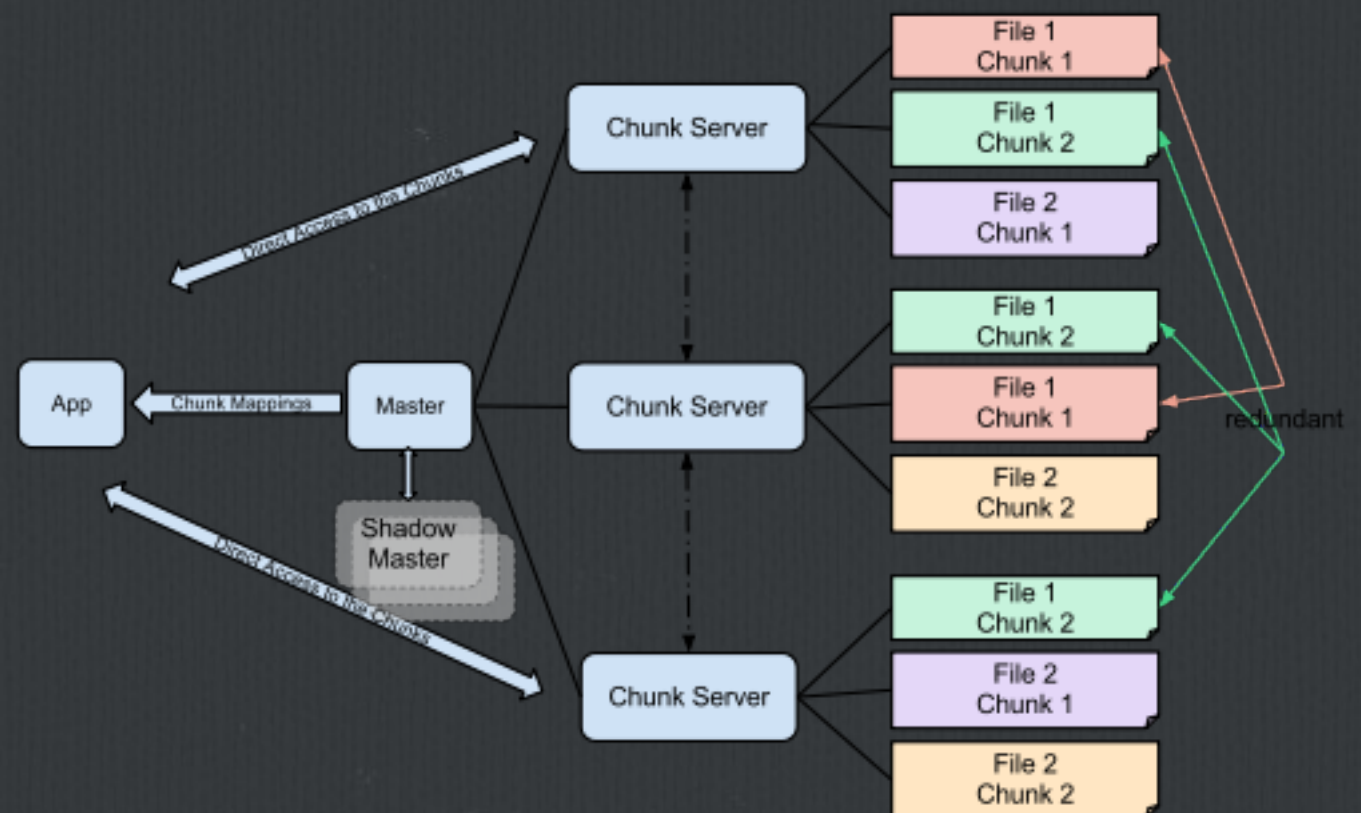 File 1
Chunk 1
File 1
Chunk 2
File 2
Chunk 1
Chunk Server
Direct Access to the Chunks
File 1
Chunk 2
File 1
Chunk 1
File 2
Chunk 2
Chunk Server
redundant
App
Chunk Mappings
Master
Shadow
Master
Direct Access to the Chunks
File 1
Chunk 2
File 2
Chunk 1
File 2
Chunk 2
Chunk Server